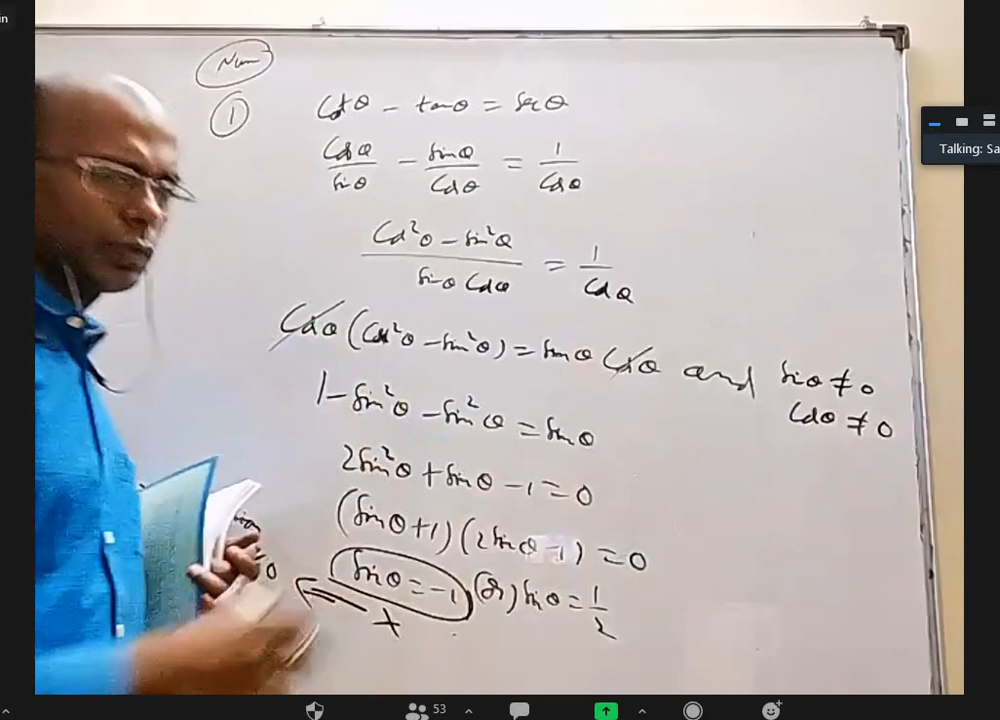 in
Num
① cotθ - tanθ = secθ
cosθ/sinθ - sinθ/cosθ = 1/cosθ
(cos²θ - sin²θ)/(sinθ cosθ) = 1/cosθ
cosθ (cos²θ - sin²θ) = sinθ cosθ and sinθ ≠ 0
cosθ ≠ 0
1 - sin²θ - sin²θ = sinθ
2sin²θ + sinθ - 1 = 0
(sinθ + 1)(2sinθ - 1) = 0
sinθ = -1 (or) sinθ = 1/2
x
0
Talking: Sa
53